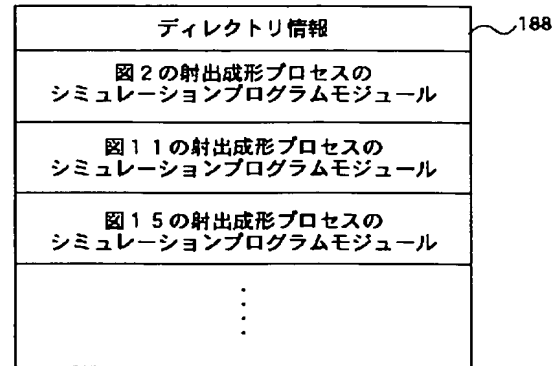 ディレクトリ情報
188
図2の射出成形プロセスの
シミュレーションプログラムモジュール
図11の射出成形プロセスの
シミュレーションプログラムモジュール
図15の射出成形プロセスの
シミュレーションプログラムモジュール